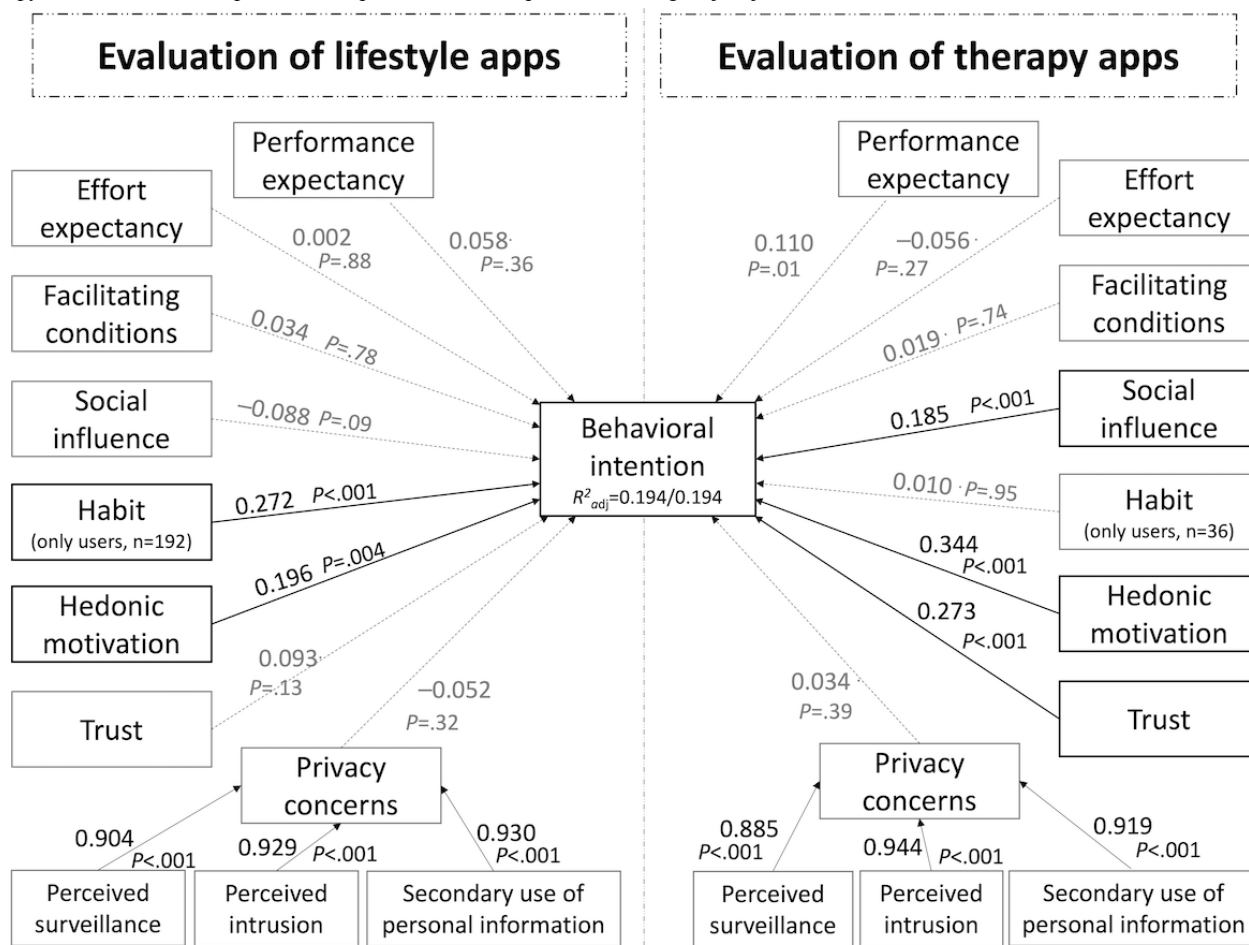 Evaluation of lifestyle apps
Evaluation of therapy apps
Performance
expectancy
Effort
expectancy
0.002
P=.88
0.058
P=.36
Facilitating
conditions
0.034 P=.78
Social
influence
−0.088 P=.09
Habit
(only users, n=192)
0.272 P<.001
Hedonic
motivation
0.196 P=.004
Trust
0.093
P=.13
−0.052
P=.32
Privacy
concerns
0.904
P<.001
0.929
P<.001
0.930
P<.001
Perceived
surveillance
Perceived
intrusion
Secondary use of
personal information
Behavioral
intention
R²adj=0.194/0.194
Performance
expectancy
Effort
expectancy
0.110
P=.01
−0.056
P=.27
Facilitating
conditions
0.019 P=.74
Social
influence
0.185 P<.001
Habit
(only users, n=36)
0.010 P=.95
Hedonic
motivation
0.344
P<.001
Trust
0.273
P<.001
0.034
P=.39
Privacy
concerns
0.885
P<.001
0.944
P<.001
0.919
P<.001
Perceived
surveillance
Perceived
intrusion
Secondary use of
personal information